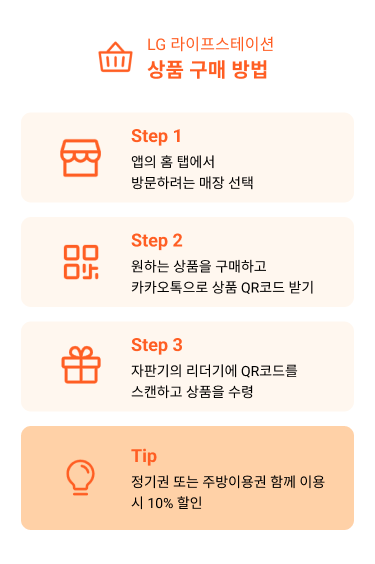 LG 라이프스테이션
상품 구매 방법
Step 1
앱의 홈 탭에서
방문하려는 매장 선택
Step 2
원하는 상품을 구매하고
카카오톡으로 상품 QR코드 받기
Step 3
자판기의 리더기에 QR코드를
스캔하고 상품을 수령
Tip
정기권 또는 주방이용권 함께 이용
시 10% 할인